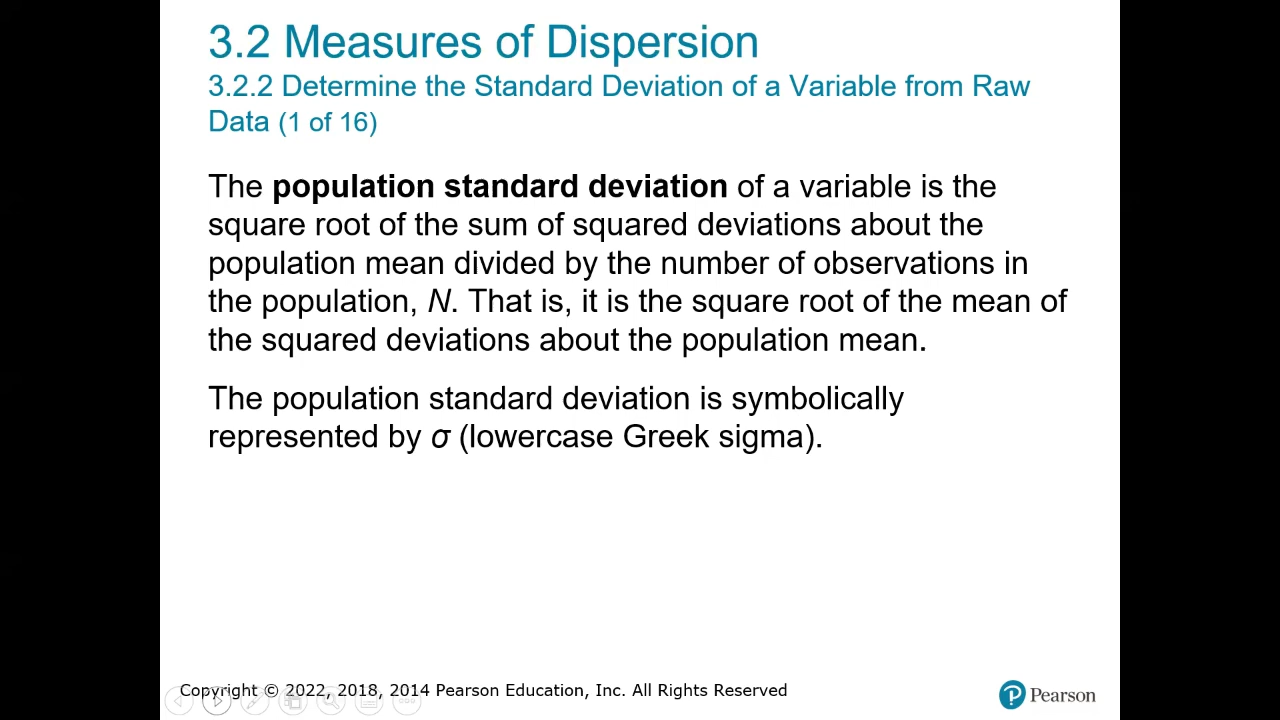 3.2 Measures of Dispersion
3.2.2 Determine the Standard Deviation of a Variable from Raw
Data (1 of 16)
The population standard deviation of a variable is the
square root of the sum of squared deviations about the
population mean divided by the number of observations in
the population, N. That is, it is the square root of the mean of
the squared deviations about the population mean.
The population standard deviation is symbolically
represented by σ (lowercase Greek sigma).
Copyright © 2022, 2018, 2014 Pearson Education, Inc. All Rights Reserved
P Pearson